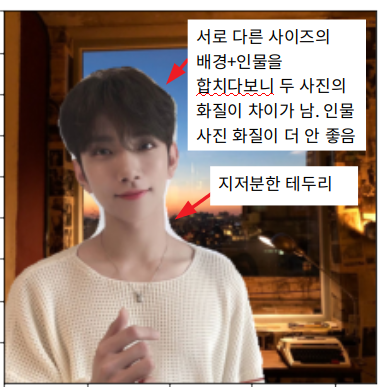 서로 다른 사이즈의
배경+인물을
합치다보니 두 사진의
화질이 차이가 남. 인물
사진 화질이 더 안 좋음
지저분한 테두리